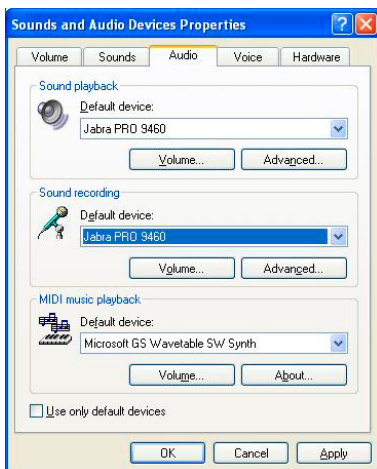 Sounds and Audio Devices Properties
Volume Sounds Audio Voice Hardware
Sound playback
Default device:
Jabra PRO 9460
Volume... Advanced...
Sound recording
Default device:
Jabra PRO 9460
Volume... Advanced...
MIDI music playback
Default device:
Microsoft GS Wavetable SW Synth
Volume... About...
Use only default devices
OK Cancel Apply